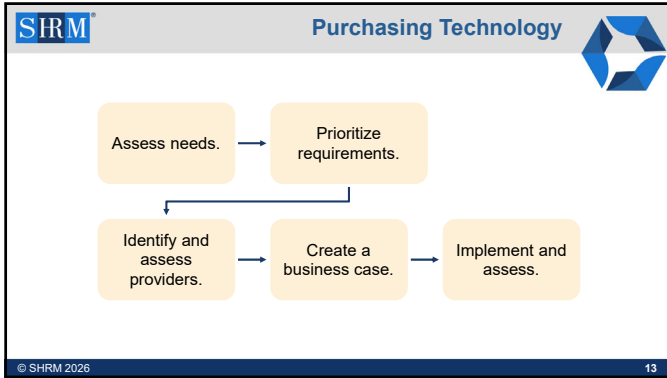 SHRM®
Purchasing Technology
Assess needs.
Prioritize
requirements.
Identify and
assess
providers.
Create a
business case.
Implement and
assess.
© SHRM 2026
13